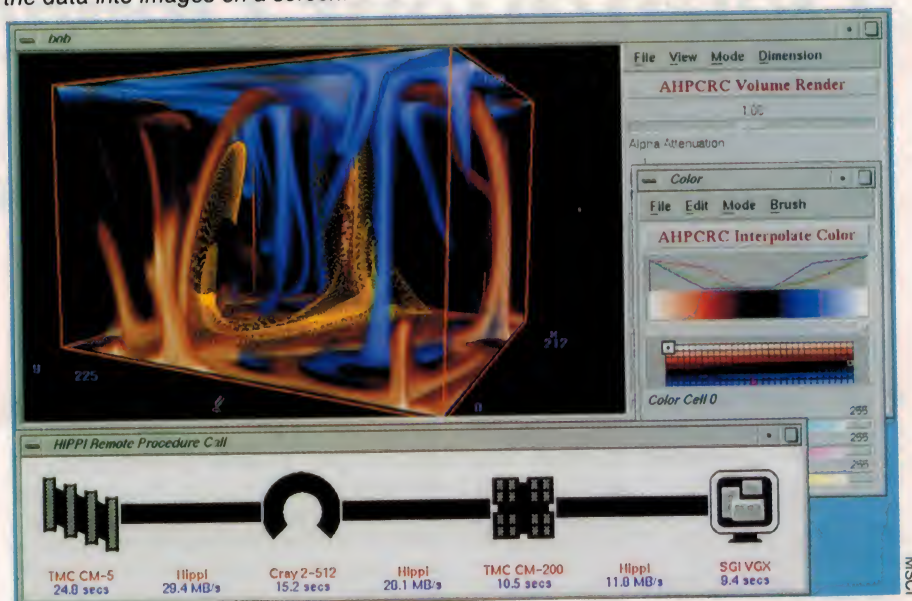 the data into images on a screen.
bob
File View Mode Dimension
AHPCRC Volume Render
1.00
Alpha Attenuation
Color
File Edit Mode Brush
AHPCRC Interpolate Color
Color Cell 0
255
255
255
225
212
0
HIPPI Remote Procedure Call
TMC CM-5
24.8 secs
Hippi
29.4 MB/s
Cray 2-512
15.2 secs
Hippi
28.1 MB/s
TMC CM-200
10.5 secs
Hippi
11.8 MB/s
SGI VGX
9.4 secs
MSCI